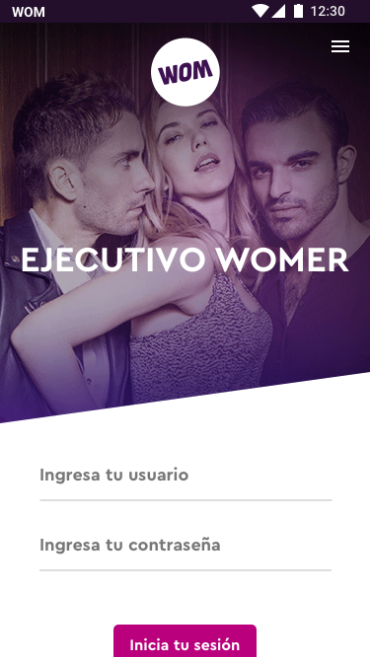 WOM
12:30
WOM
EJECUTIVO WOMER
Ingresa tu usuario
Ingresa tu contraseña
Inicia tu sesión